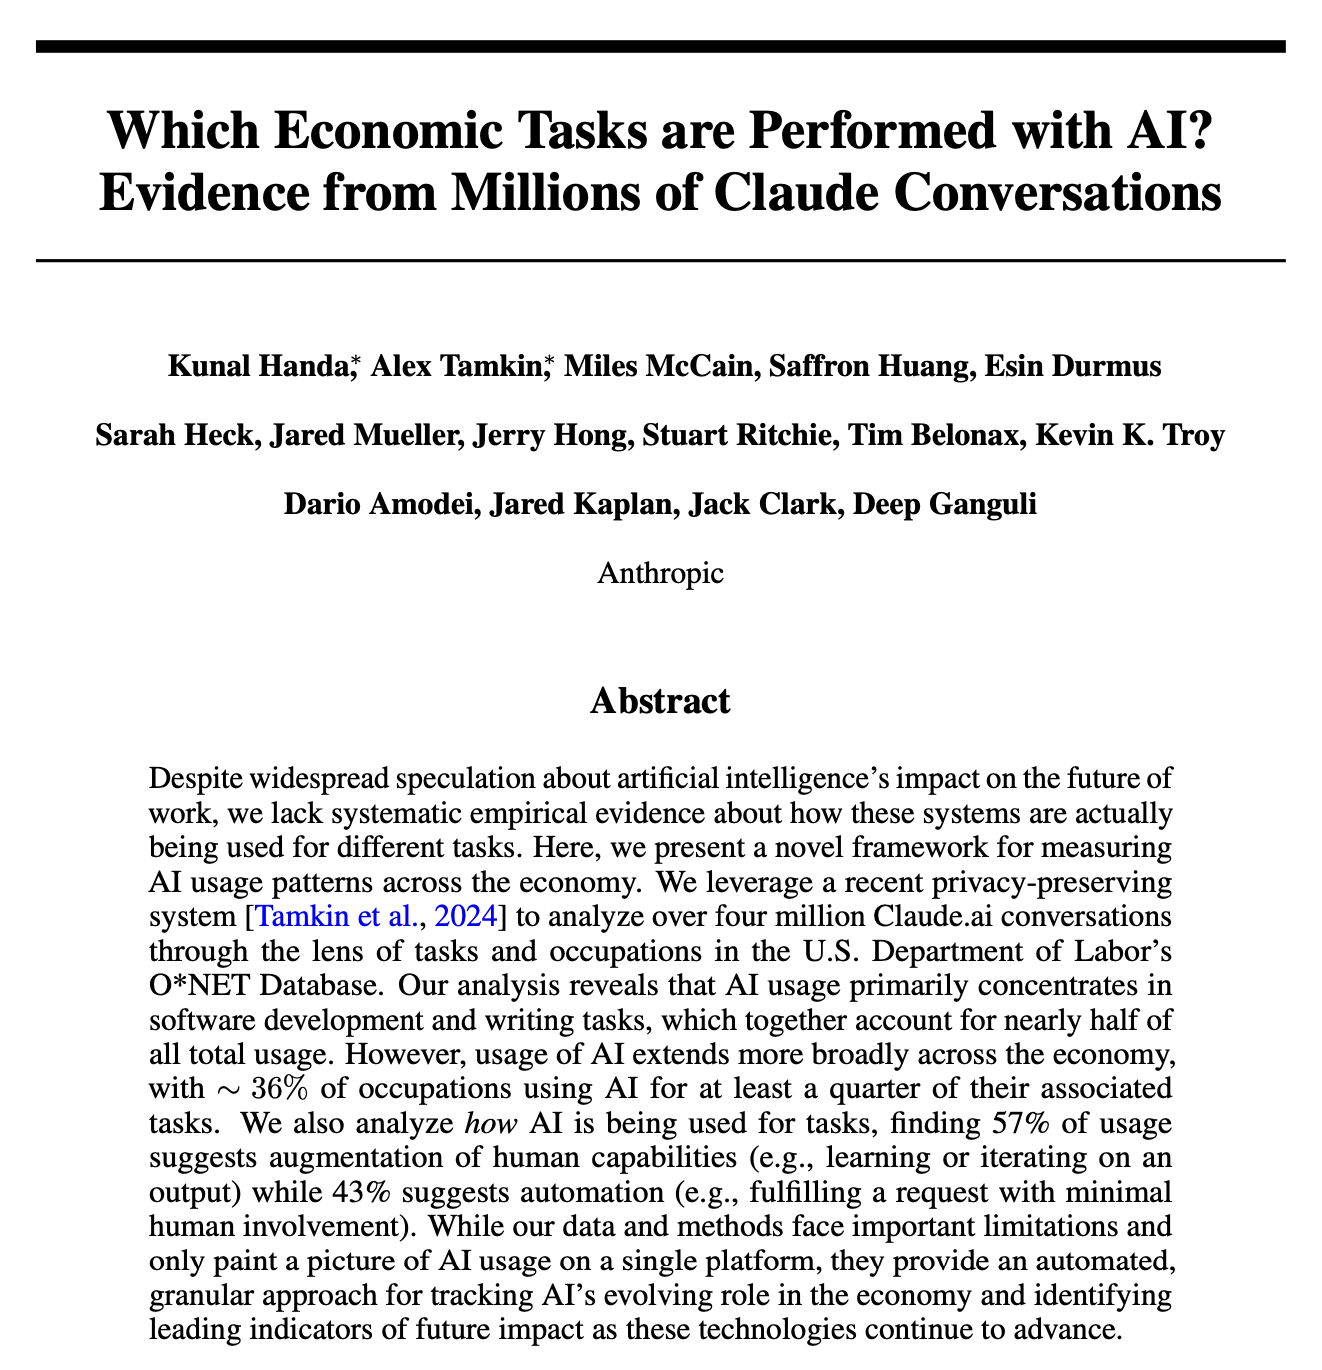 Which Economic Tasks are Performed with AI?
Evidence from Millions of Claude Conversations
Kunal Handa,* Alex Tamkin,* Miles McCain, Saffron Huang, Esin Durmus
Sarah Heck, Jared Mueller, Jerry Hong, Stuart Ritchie, Tim Belonax, Kevin K. Troy
Dario Amodei, Jared Kaplan, Jack Clark, Deep Ganguli
Anthropic
Abstract
Despite widespread speculation about artificial intelligence’s impact on the future of
work, we lack systematic empirical evidence about how these systems are actually
being used for different tasks. Here, we present a novel framework for measuring
AI usage patterns across the economy. We leverage a recent privacy-preserving
system [Tamkin et al., 2024] to analyze over four million Claude.ai conversations
through the lens of tasks and occupations in the U.S. Department of Labor’s
O*NET Database. Our analysis reveals that AI usage primarily concentrates in
software development and writing tasks, which together account for nearly half of
all total usage. However, usage of AI extends more broadly across the economy,
with ∼ 36% of occupations using AI for at least a quarter of their associated
tasks. We also analyze how AI is being used for tasks, finding 57% of usage
suggests augmentation of human capabilities (e.g., learning or iterating on an
output) while 43% suggests automation (e.g., fulfilling a request with minimal
human involvement). While our data and methods face important limitations and
only paint a picture of AI usage on a single platform, they provide an automated,
granular approach for tracking AI’s evolving role in the economy and identifying
leading indicators of future impact as these technologies continue to advance.